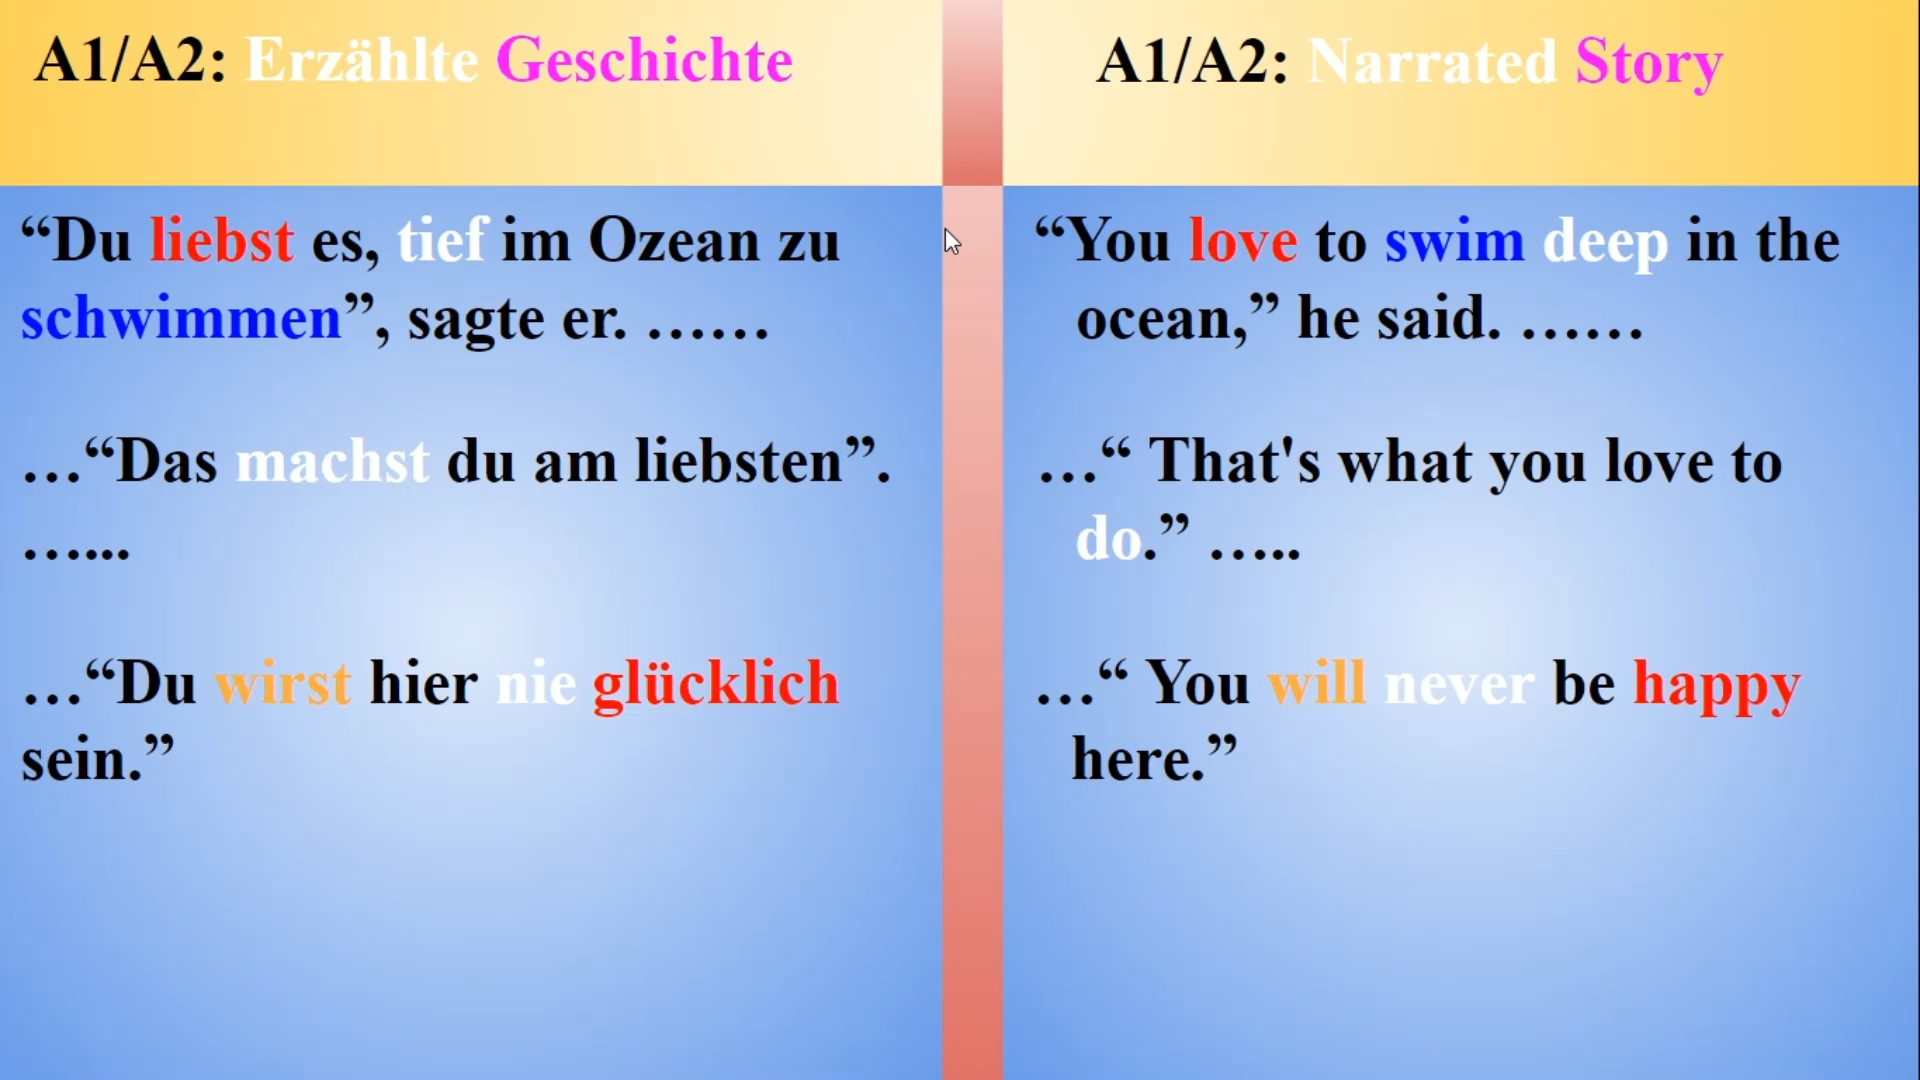 A1/A2: Erzählte Geschichte
“Du liebst es, tief im Ozean zu
schwimmen”, sagte er. ……
…“Das machst du am liebsten”.
…...
…“Du wirst hier nie glücklich
sein.”
A1/A2: Narrated Story
“You love to swim deep in the
ocean,” he said. ……
…“ That's what you love to
do.” …..
…“ You will never be happy
here.”